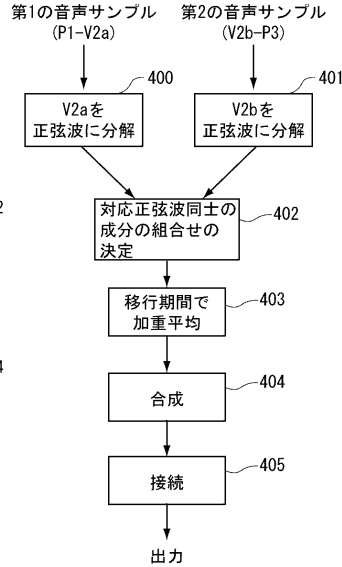 第1の音声サンプル
(P1-V2a)
第2の音声サンプル
(V2b-P3)
400
401
V2aを
正弦波に分解
V2bを
正弦波に分解
2
対応正弦波同士の
成分の組合せの
決定
402
移行期間で
加重平均
403
4
合成
404
接続
405
出力